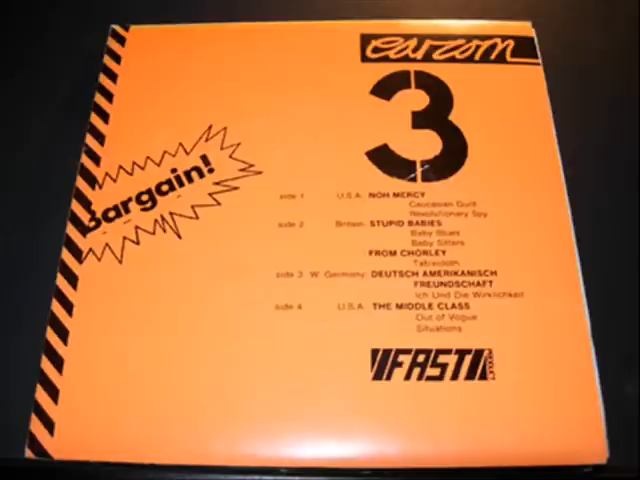 earcom
3
Bargain!
side 1 U.S.A. NOH MERCY
Caucasian Guilt
Revolutionary Spy
side 2 Britain: STUPID BABIES
Baby Blues
Baby Sitters
FROM CHORLEY
side 3 W. Germany: DEUTSCH AMERIKANISCH
FREUNDSCHAFT
Ich Und Die Wirklichkeit
side 4 U.S.A. THE MIDDLE CLASS
Out of Vogue
Situations
FAST